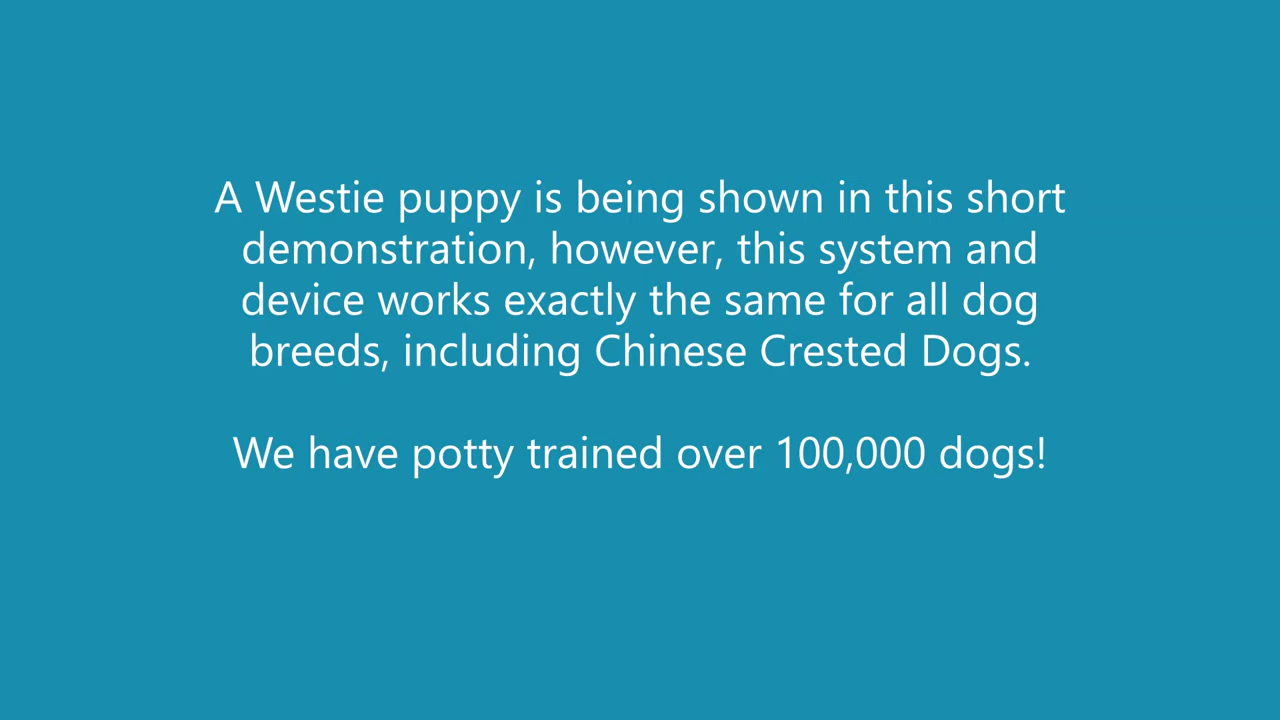 A Westie puppy is being shown in this short
demonstration, however, this system and
device works exactly the same for all dog
breeds, including Chinese Crested Dogs.
We have potty trained over 100,000 dogs!